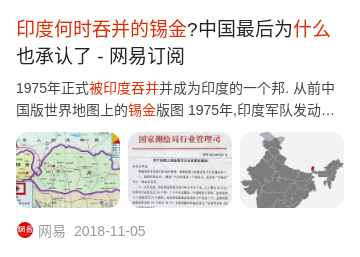 印度何时吞并的锡金?中国最后为什么
也承认了 - 网易订阅
1975年正式被印度吞并并成为印度的一个邦. 从前中
国版世界地图上的锡金版图 1975年,印度军队发动…
国家测绘局行业管理司
网易
网易 2018-11-05